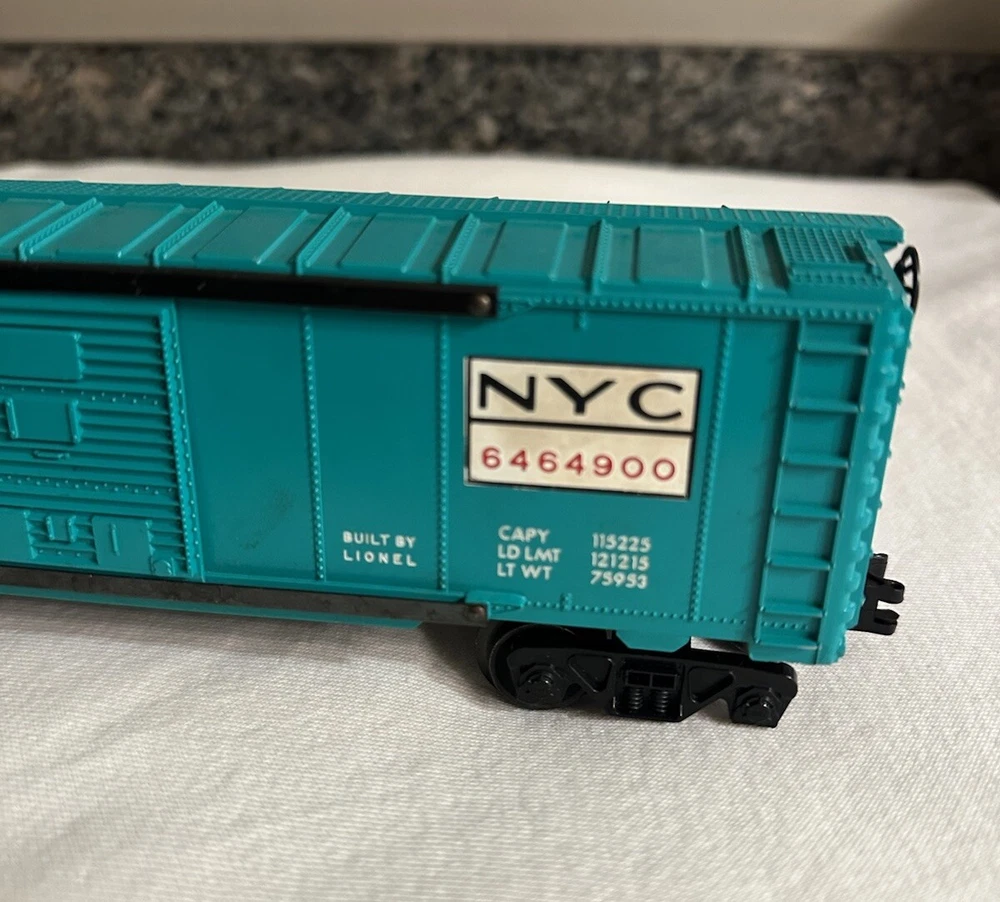 NYC
6464900
BUILT BY
LIONEL
CAPY 115225
LD LMT 121215
LT WT 75953